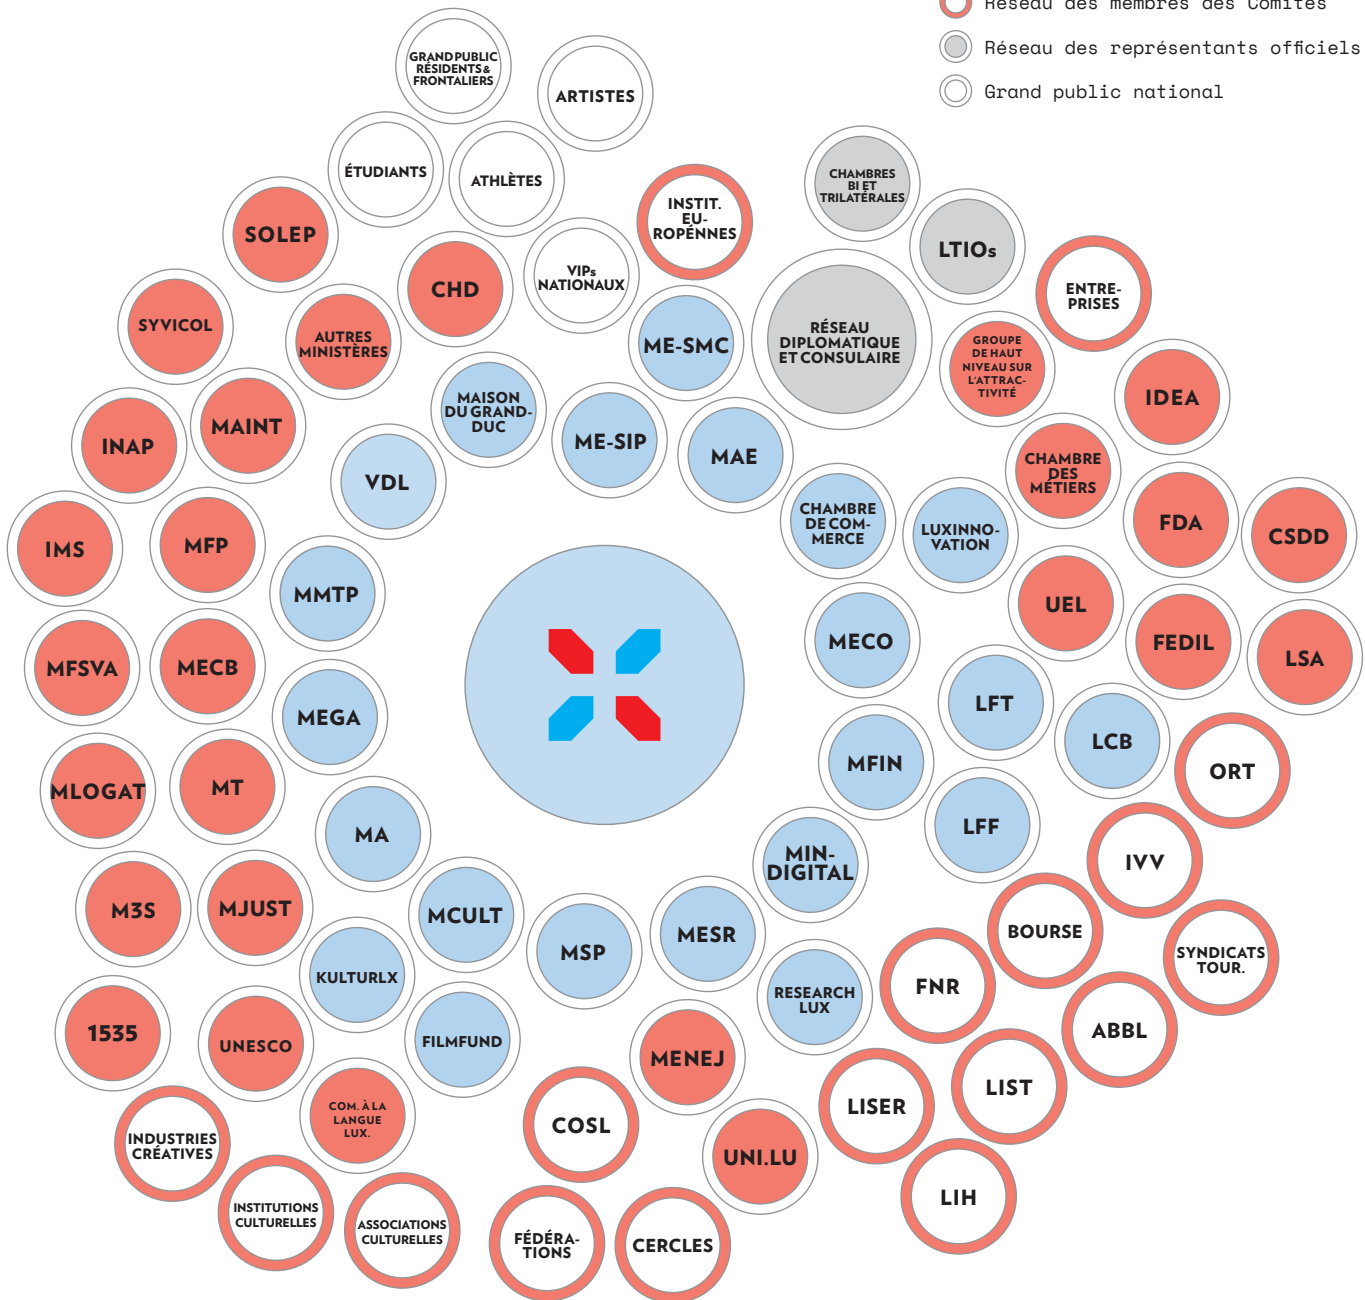 Réseau des membres des Comités
Réseau des représentants officiels
Grand public national
GRAND PUBLIC
RÉSIDENTS &
FRONTALIERS
ARTISTES
ÉTUDIANTS
ATHLÈTES
CHAMBRES
BI ET
TRILATÉRALES
INSTIT.
EU-
ROPÉNNES
SOLEP
LTIOs
VIPs
NATIONAUX
CHD
ENTRE-
PRISES
SYVICOL
AUTRES
MINISTÈRES
ME-SMC
RÉSEAU
DIPLOMATIQUE
ET CONSULAIRE
GROUPE
DE HAUT
NIVEAU SUR
L'ATTRAC-
TIVITÉ
IDEA
MAISON
DU GRAND-
DUC
MAINT
INAP
ME-SIP
MAE
CHAMBRE
DES
MÉTIERS
VDL
CHAMBRE
DE COM-
MERCE
LUXINNO-
VATION
FDA
CSDD
IMS
MFP
MMTP
UEL
MECO
FEDIL
LSA
MFSVA
MECB
MEGA
LFT
LCB
MFIN
ORT
MLOGAT
MT
MA
LFF
MIN-
DIGITAL
IVV
M3S
MJUST
MCULT
MSP
MESR
BOURSE
SYNDICATS
TOUR.
KULTURLX
RESEARCH
LUX
FNR
1535
UNESCO
FILMFUND
ABBL
MENEJ
LIST
COM. À LA
LANGUE
LUX.
COSL
LISER
INDUSTRIES
CRÉATIVES
UNI.LU
LIH
INSTITUTIONS
CULTURELLES
ASSOCIATIONS
CULTURELLES
FÉDÉRA-
TIONS
CERCLES